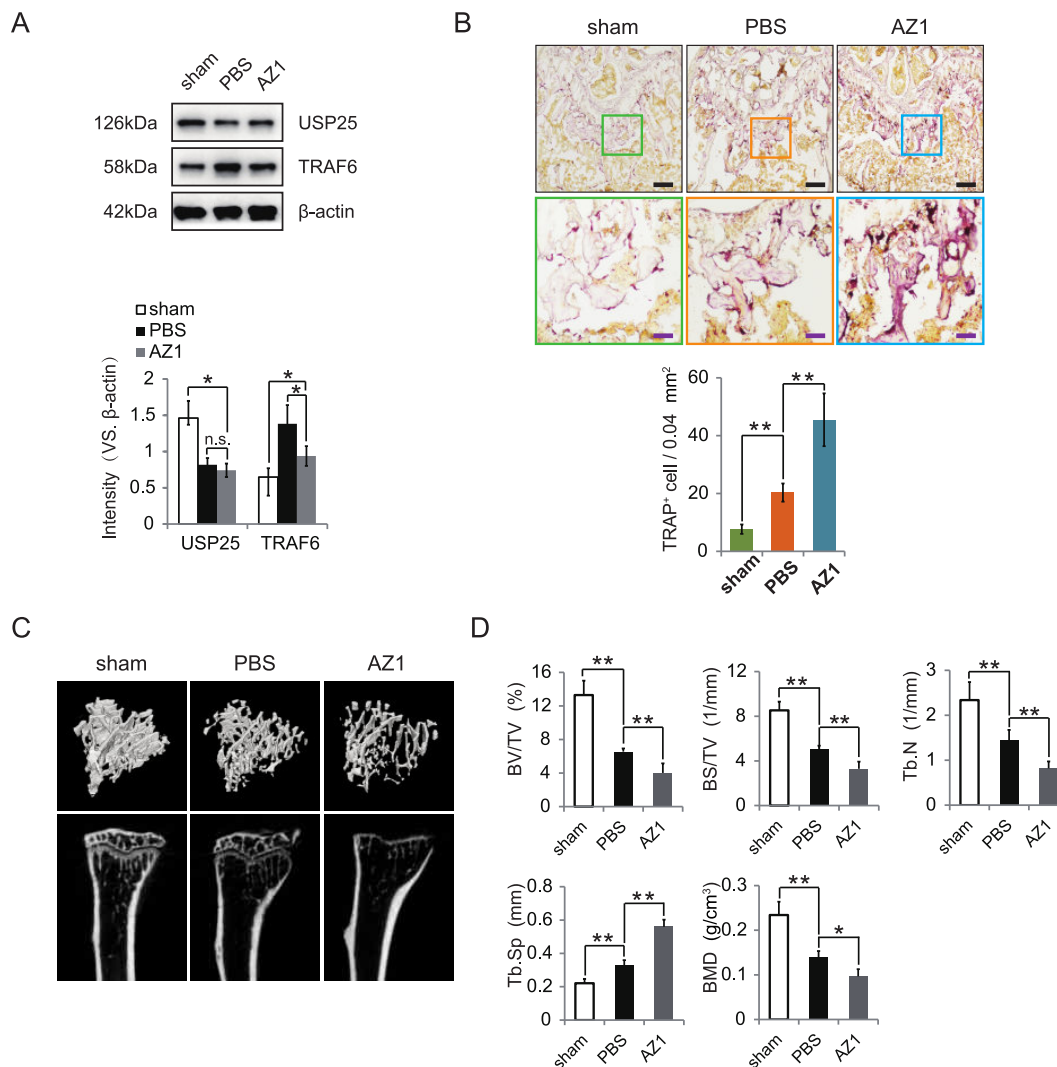 A
sham PBS AZ1
126kDa USP25
58kDa TRAF6
42kDa β-actin
sham
PBS
AZ1
Intensity (VS. β-actin)
2
1.5
1
0.5
0
*
n.s.
*
*
USP25 TRAF6
B
sham PBS AZ1
TRAP⁺ cell / 0.04 mm²
60
40
20
0
**
**
sham PBS AZ1
C
sham PBS AZ1
D
BV/TV (%)
16
12
8
4
0
**
**
sham PBS AZ1
BS/TV (1/mm)
12
8
4
0
**
**
sham PBS AZ1
Tb.N (1/mm)
3
2
1
0
**
**
sham PBS AZ1
Tb.Sp (mm)
0.8
0.6
0.4
0.2
0
**
**
sham PBS AZ1
BMD (g/cm³)
0.3
0.2
0.1
0
**
*
sham PBS AZ1